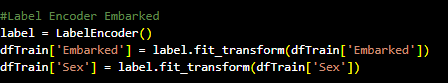 #Label Encoder Embarked
label = LabelEncoder()
dfTrain['Embarked'] = label.fit_transform(dfTrain['Embarked'])
dfTrain['Sex'] = label.fit_transform(dfTrain['Sex'])